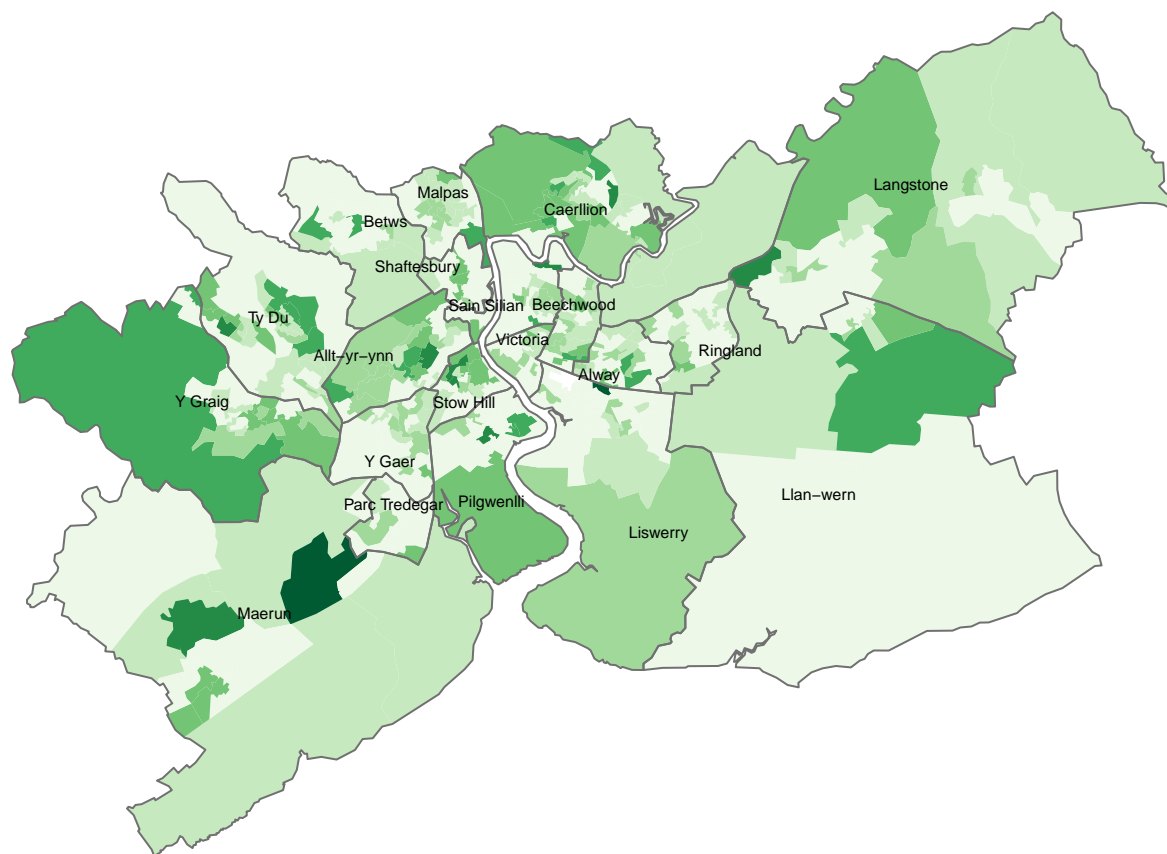 Langstone
Malpas
Caerllion
Betws
Shaftesbury
Sain Silian
Beechwood
Ty Du
Victoria
Ringland
Allt−yr−ynn
Alway
Y Graig
Stow Hill
Y Gaer
Llan−wern
Parc Tredegar
Pilgwenlli
Liswerry
Maerun